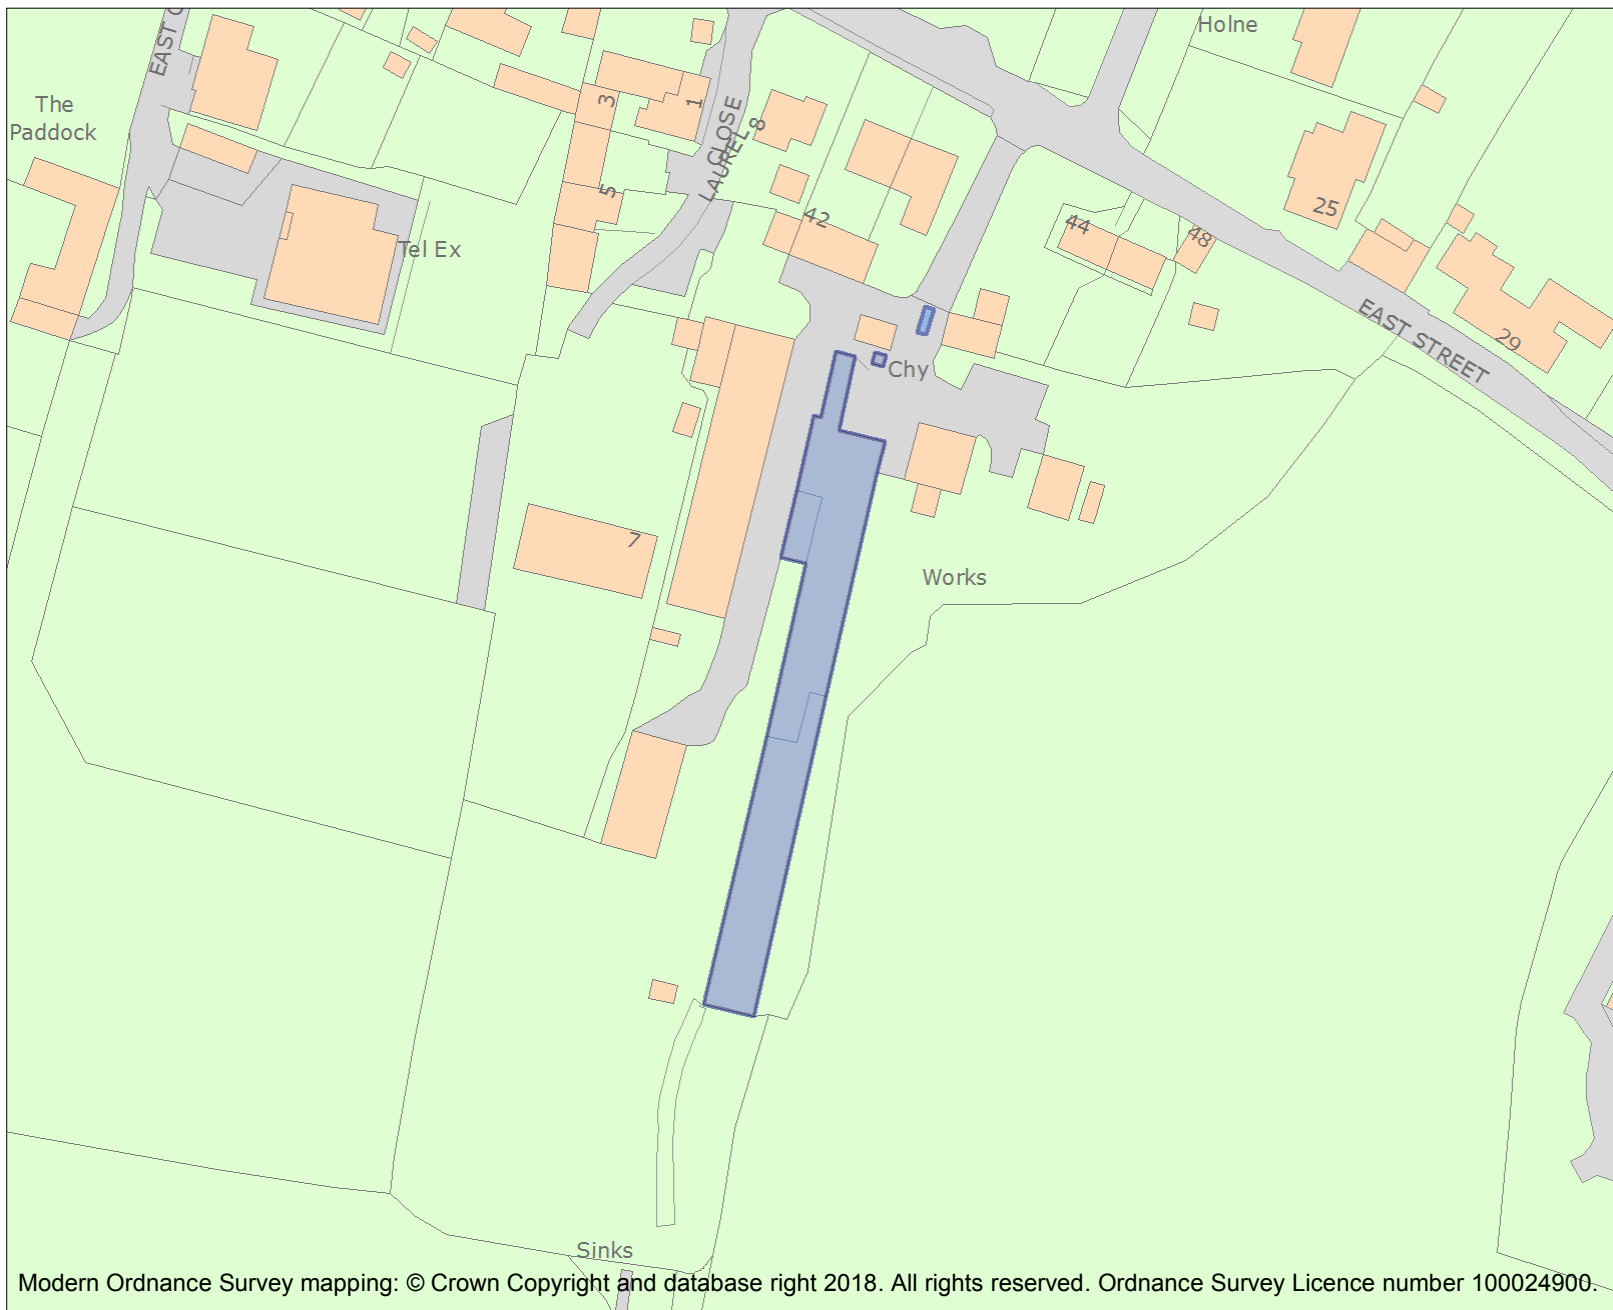 EAST C
Holne
The
Paddock
3
1
CLOSE
LAUREL
8
5
42
44
48
25
Tel Ex
EAST STREET
29
Chy
7
Works
Sinks
Modern Ordnance Survey mapping: © Crown Copyright and database right 2018. All rights reserved. Ordnance Survey Licence number 100024900.